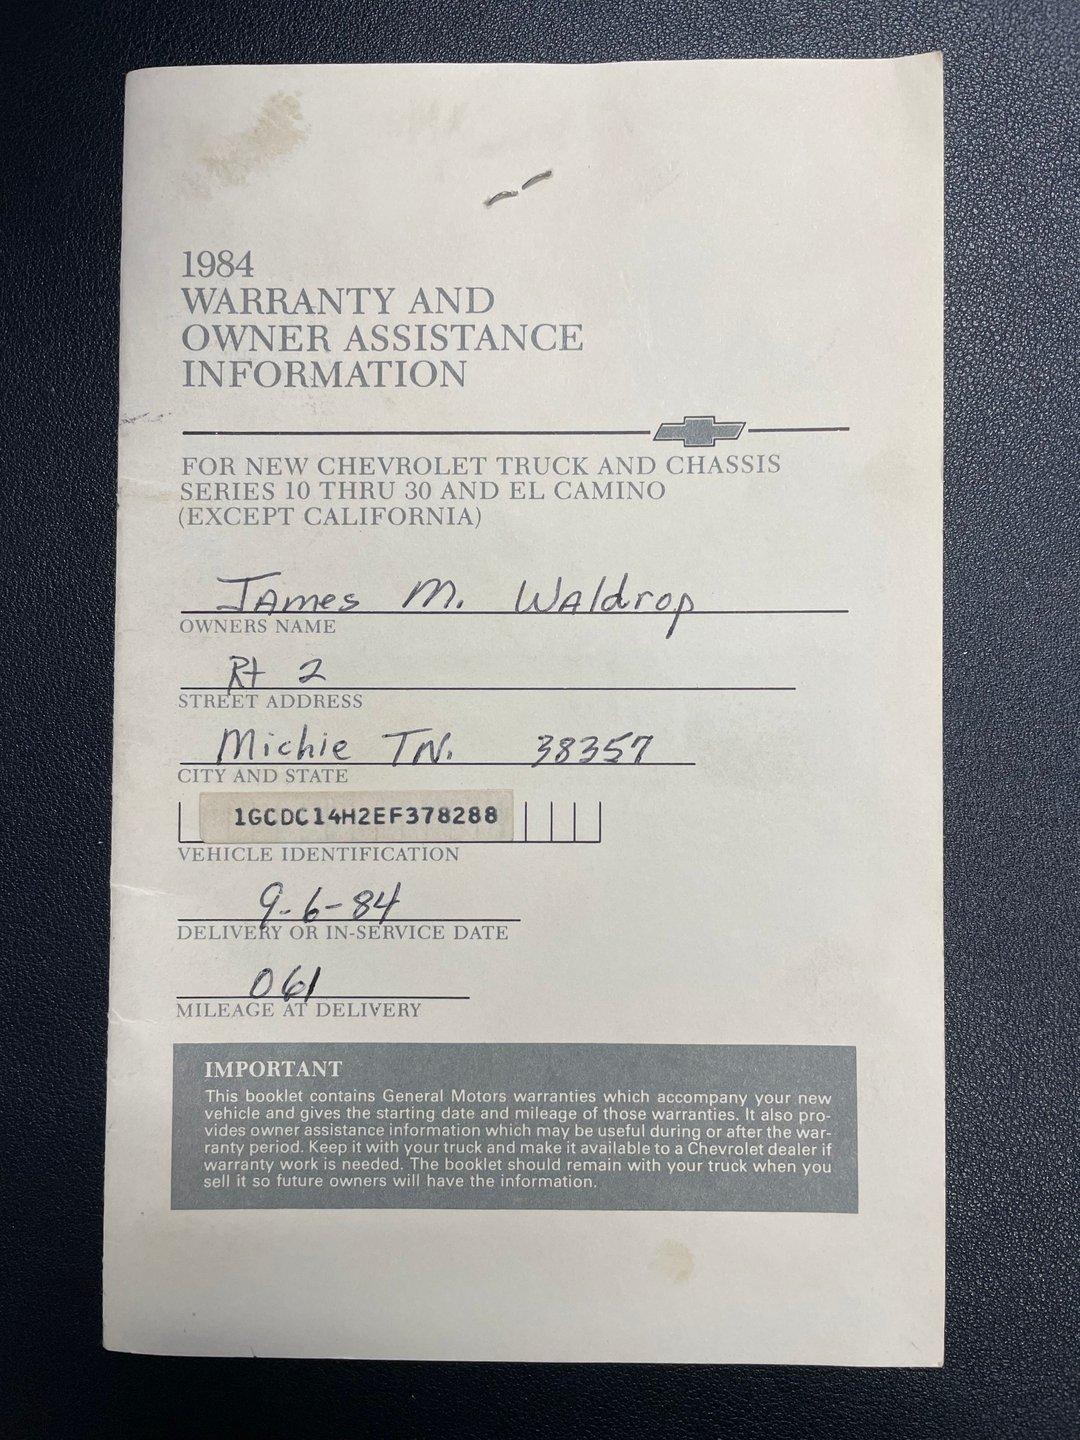 1984
WARRANTY AND
OWNER ASSISTANCE
INFORMATION
FOR NEW CHEVROLET TRUCK AND CHASSIS
SERIES 10 THRU 30 AND EL CAMINO
(EXCEPT CALIFORNIA)
James M. Waldrop
OWNERS NAME
Rt 2
STREET ADDRESS
Michie TN. 38357
CITY AND STATE
1GCDC14H2EF378288
VEHICLE IDENTIFICATION
9-6-84
DELIVERY OR IN-SERVICE DATE
061
MILEAGE AT DELIVERY
IMPORTANT
This booklet contains General Motors warranties which accompany your new
vehicle and gives the starting date and mileage of those warranties. It also pro-
vides owner assistance information which may be useful during or after the war-
ranty period. Keep it with your truck and make it available to a Chevrolet dealer if
warranty work is needed. The booklet should remain with your truck when you
sell it so future owners will have the information.